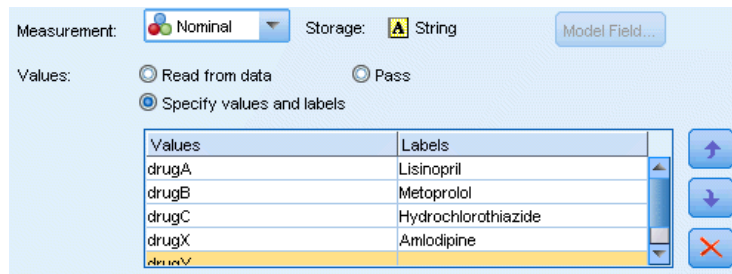 Measurement: Nominal Storage: A String Model Field...
Values: Read from data Pass
Specify values and labels
Values Labels
drugA Lisinopril
drugB Metoprolol
drugC Hydrochlorothiazide
drugX Amlodipine
drugY